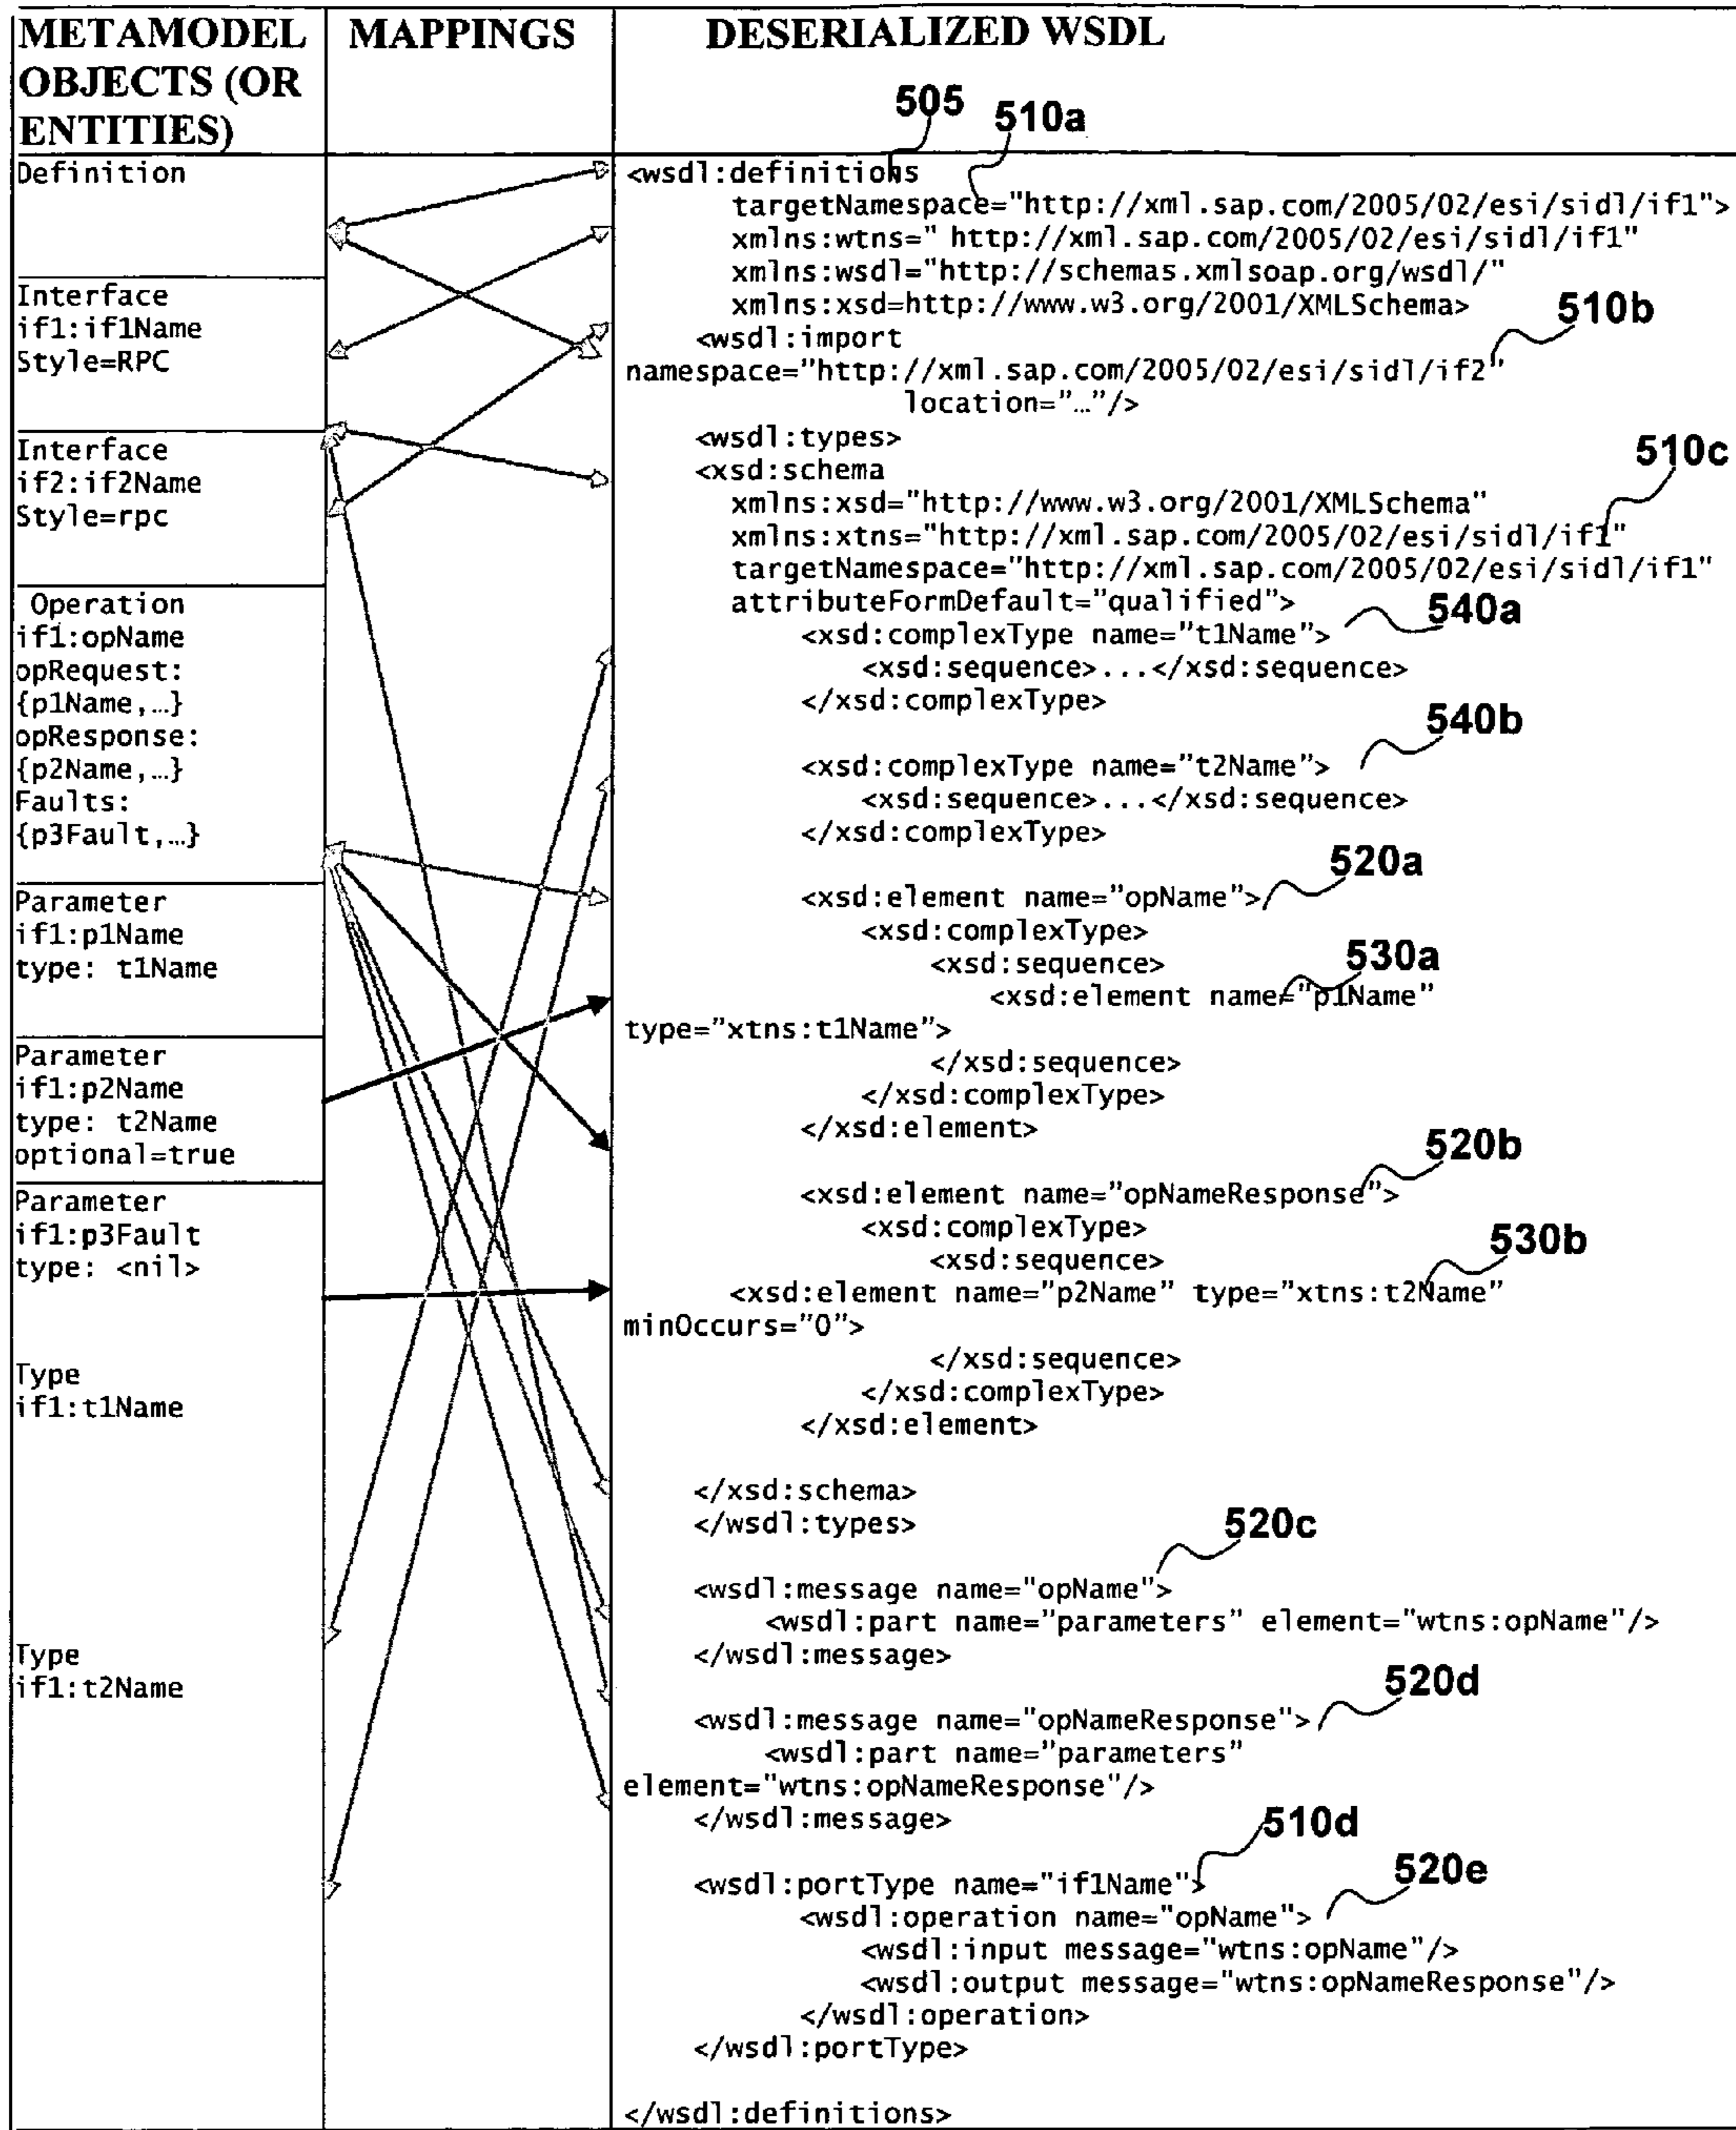 METAMODEL
OBJECTS (OR
ENTITIES)
MAPPINGS
DESERIALIZED WSDL
505
510a
Definition
Interface
if1:if1Name
Style=RPC
Interface
if2:if2Name
Style=rpc
Operation
if1:opName
opRequest:
{p1Name,…}
opResponse:
{p2Name,…}
Faults:
{p3Fault,…}
Parameter
if1:p1Name
type: t1Name
Parameter
if1:p2Name
type: t2Name
optional=true
Parameter
if1:p3Fault
type: <nil>
Type
if1:t1Name
Type
if1:t2Name
<wsdl:definitions
targetNamespace="http://xml.sap.com/2005/02/esi/sidl/if1">
xmlns:wtns=" http://xml.sap.com/2005/02/esi/sidl/if1"
xmlns:wsdl="http://schemas.xmlsoap.org/wsdl/"
xmlns:xsd=http://www.w3.org/2001/XMLSchema>
510b
<wsdl:import
namespace="http://xml.sap.com/2005/02/esi/sidl/if2"
location="…"/>
<wsdl:types>
510c
<xsd:schema
xmlns:xsd="http://www.w3.org/2001/XMLSchema"
xmlns:xtns="http://xml.sap.com/2005/02/esi/sidl/if1"
targetNamespace="http://xml.sap.com/2005/02/esi/sidl/if1"
attributeFormDefault="qualified">
540a
<xsd:complexType name="t1Name">
<xsd:sequence>...</xsd:sequence>
</xsd:complexType>
540b
<xsd:complexType name="t2Name">
<xsd:sequence>...</xsd:sequence>
</xsd:complexType>
520a
<xsd:element name="opName">
<xsd:complexType>
<xsd:sequence>
530a
<xsd:element name="p1Name"
type="xtns:t1Name">
</xsd:sequence>
</xsd:complexType>
</xsd:element>
520b
<xsd:element name="opNameResponse">
<xsd:complexType>
<xsd:sequence>
530b
<xsd:element name="p2Name" type="xtns:t2Name"
minOccurs="0">
</xsd:sequence>
</xsd:complexType>
</xsd:element>
</xsd:schema>
</wsdl:types>
520c
<wsdl:message name="opName">
<wsdl:part name="parameters" element="wtns:opName"/>
</wsdl:message>
520d
<wsdl:message name="opNameResponse">
<wsdl:part name="parameters"
element="wtns:opNameResponse"/>
</wsdl:message>
510d
<wsdl:portType name="if1Name">
520e
<wsdl:operation name="opName">
<wsdl:input message="wtns:opName"/>
<wsdl:output message="wtns:opNameResponse"/>
</wsdl:operation>
</wsdl:portType>
</wsdl:definitions>